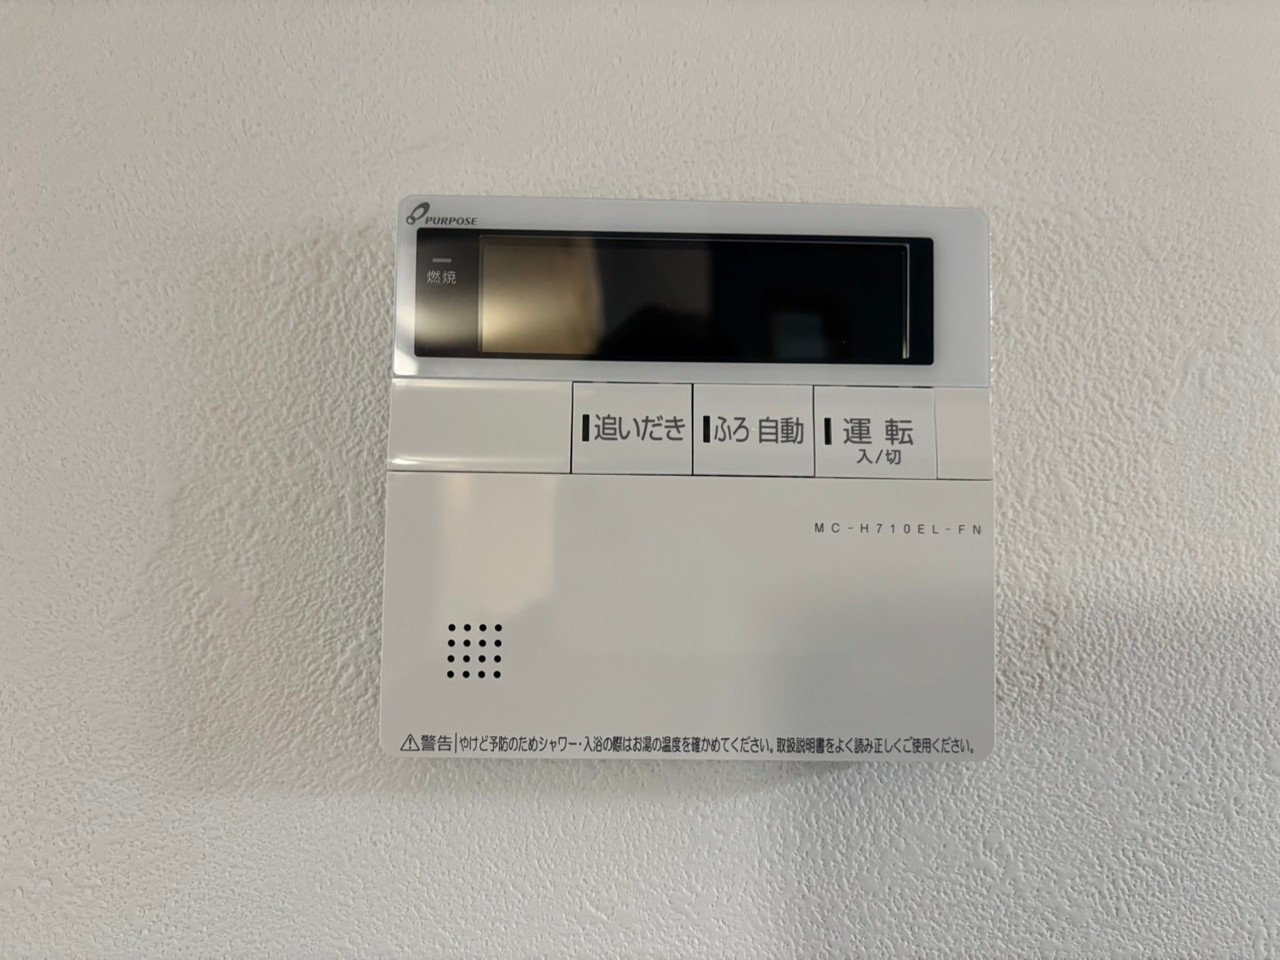 PURPOSE
燃焼
追いだき ふろ 自動 運転
入/切
MC-H710EL-FN
⚠警告 やけど予防のためシャワー・入浴の際はお湯の温度を確かめてください。取扱説明書をよく読み正しくご使用ください。